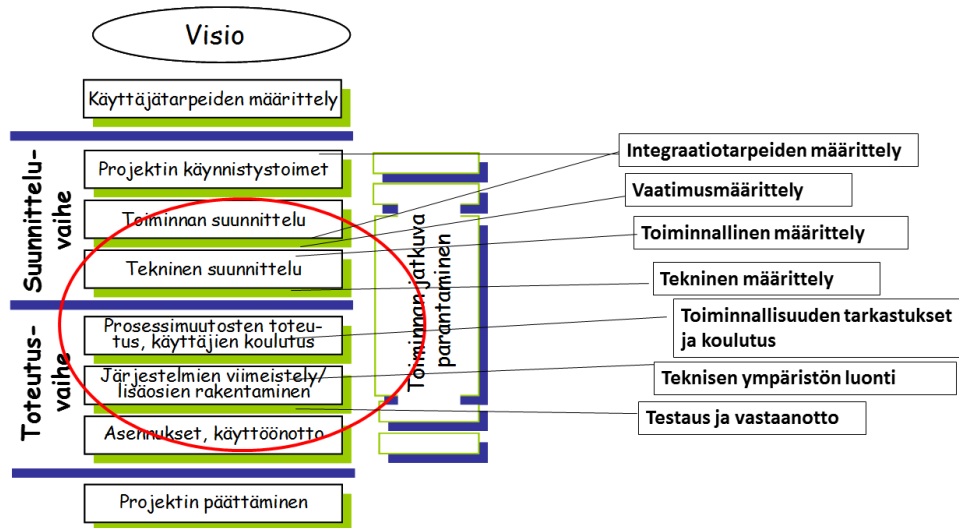 Visio
Käyttäjätarpeiden määrittely
Suunnittelu-
vaihe
Projektin käynnistystoimet
Toiminnan suunnittelu
Tekninen suunnittelu
Toteutus-
vaihe
Prosessimuutosten toteu-
tus, käyttäjien koulutus
Järjestelmien viimeistely/
lisäosien rakentaminen
Asennukset, käyttöönotto
Projektin päättäminen
Toiminnan jatkuva
parantaminen
Integraatiotarpeiden määrittely
Vaatimusmäärittely
Toiminnallinen määrittely
Tekninen määrittely
Toiminnallisuuden tarkastukset
ja koulutus
Teknisen ympäristön luonti
Testaus ja vastaanotto